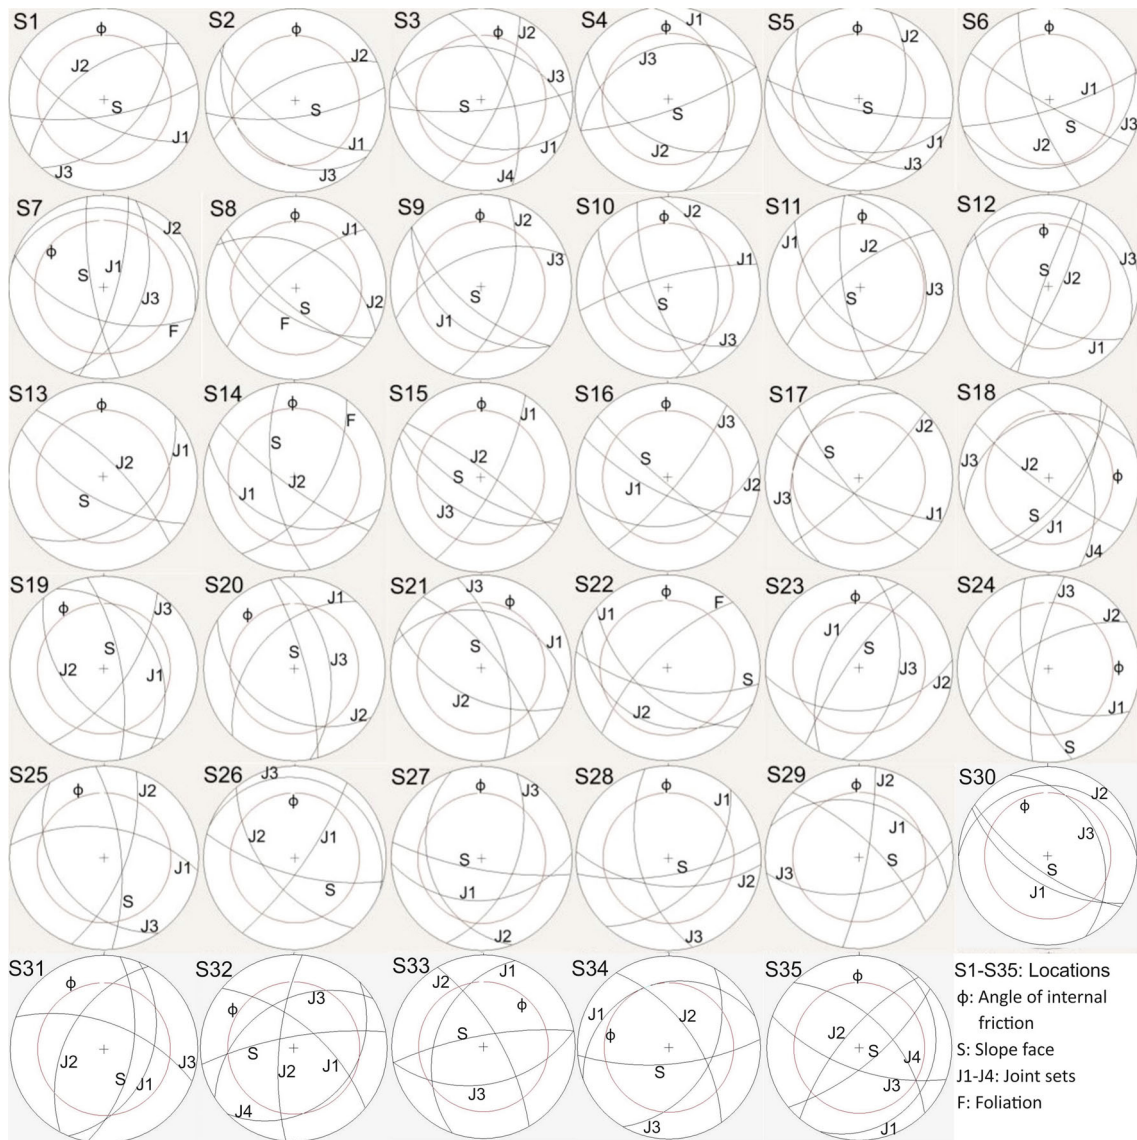 S1 ϕ J2 S J1 J3
S2 ϕ J2 S J1 J3
S3 ϕ J2 J3 S J1 J4
S4 J1 ϕ J3 S J2
S5 ϕ J2 S J1 J3
S6 ϕ J2 J1 S J3 J2
S7 J2 ϕ J1 S J3 F
S8 ϕ J1 S J2 F
S9 ϕ J2 J3 S J1
S10 ϕ J2 J1 S J3
S11 ϕ J1 J2 S J3
S12 ϕ J3 S J2 J1
S13 ϕ J1 J2 S
S14 ϕ F S J2 J1
S15 ϕ J1 J2 S J3
S16 ϕ J3 S J1 J2
S17 J2 S J3 J1
S18 J3 J2 ϕ S J1 J4
S19 ϕ J3 S J2 J1
S20 J1 ϕ S J3 J2
S21 J3 ϕ S J1 J2
S22 ϕ F J1 S J2
S23 ϕ J1 S J3 J2
S24 J3 J2 ϕ J1 S
S25 ϕ J2 J1 S J3
S26 J3 ϕ J2 J1 S
S27 ϕ J3 S J1 J2
S28 ϕ J1 S J2 J3
S29 ϕ J2 J1 S J3
S30 ϕ J2 J3 S J1
S31 ϕ J2 J3 S J1
S32 ϕ J3 S J2 J1 J4
S33 J2 J1 ϕ S J3
S34 J1 ϕ J2 S J3
S35 ϕ J2 S J4 J3 J1
S1-S35: Locations
ϕ: Angle of internal
friction
S: Slope face
J1-J4: Joint sets
F: Foliation